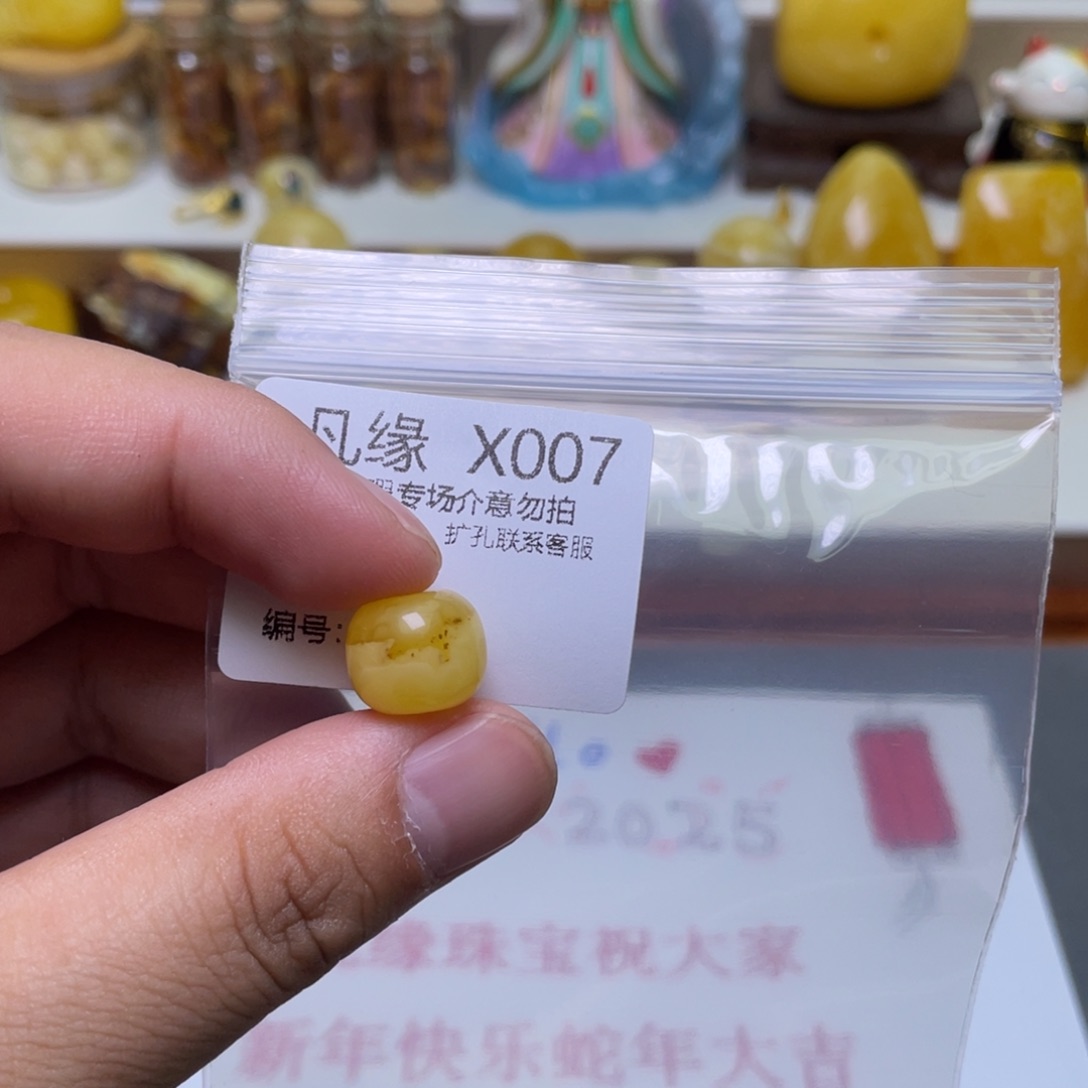 凡缘 X007
专场介意勿拍
扩孔联系客服
编号:
2025
缘珠宝祝大家
新年快乐蛇年大吉